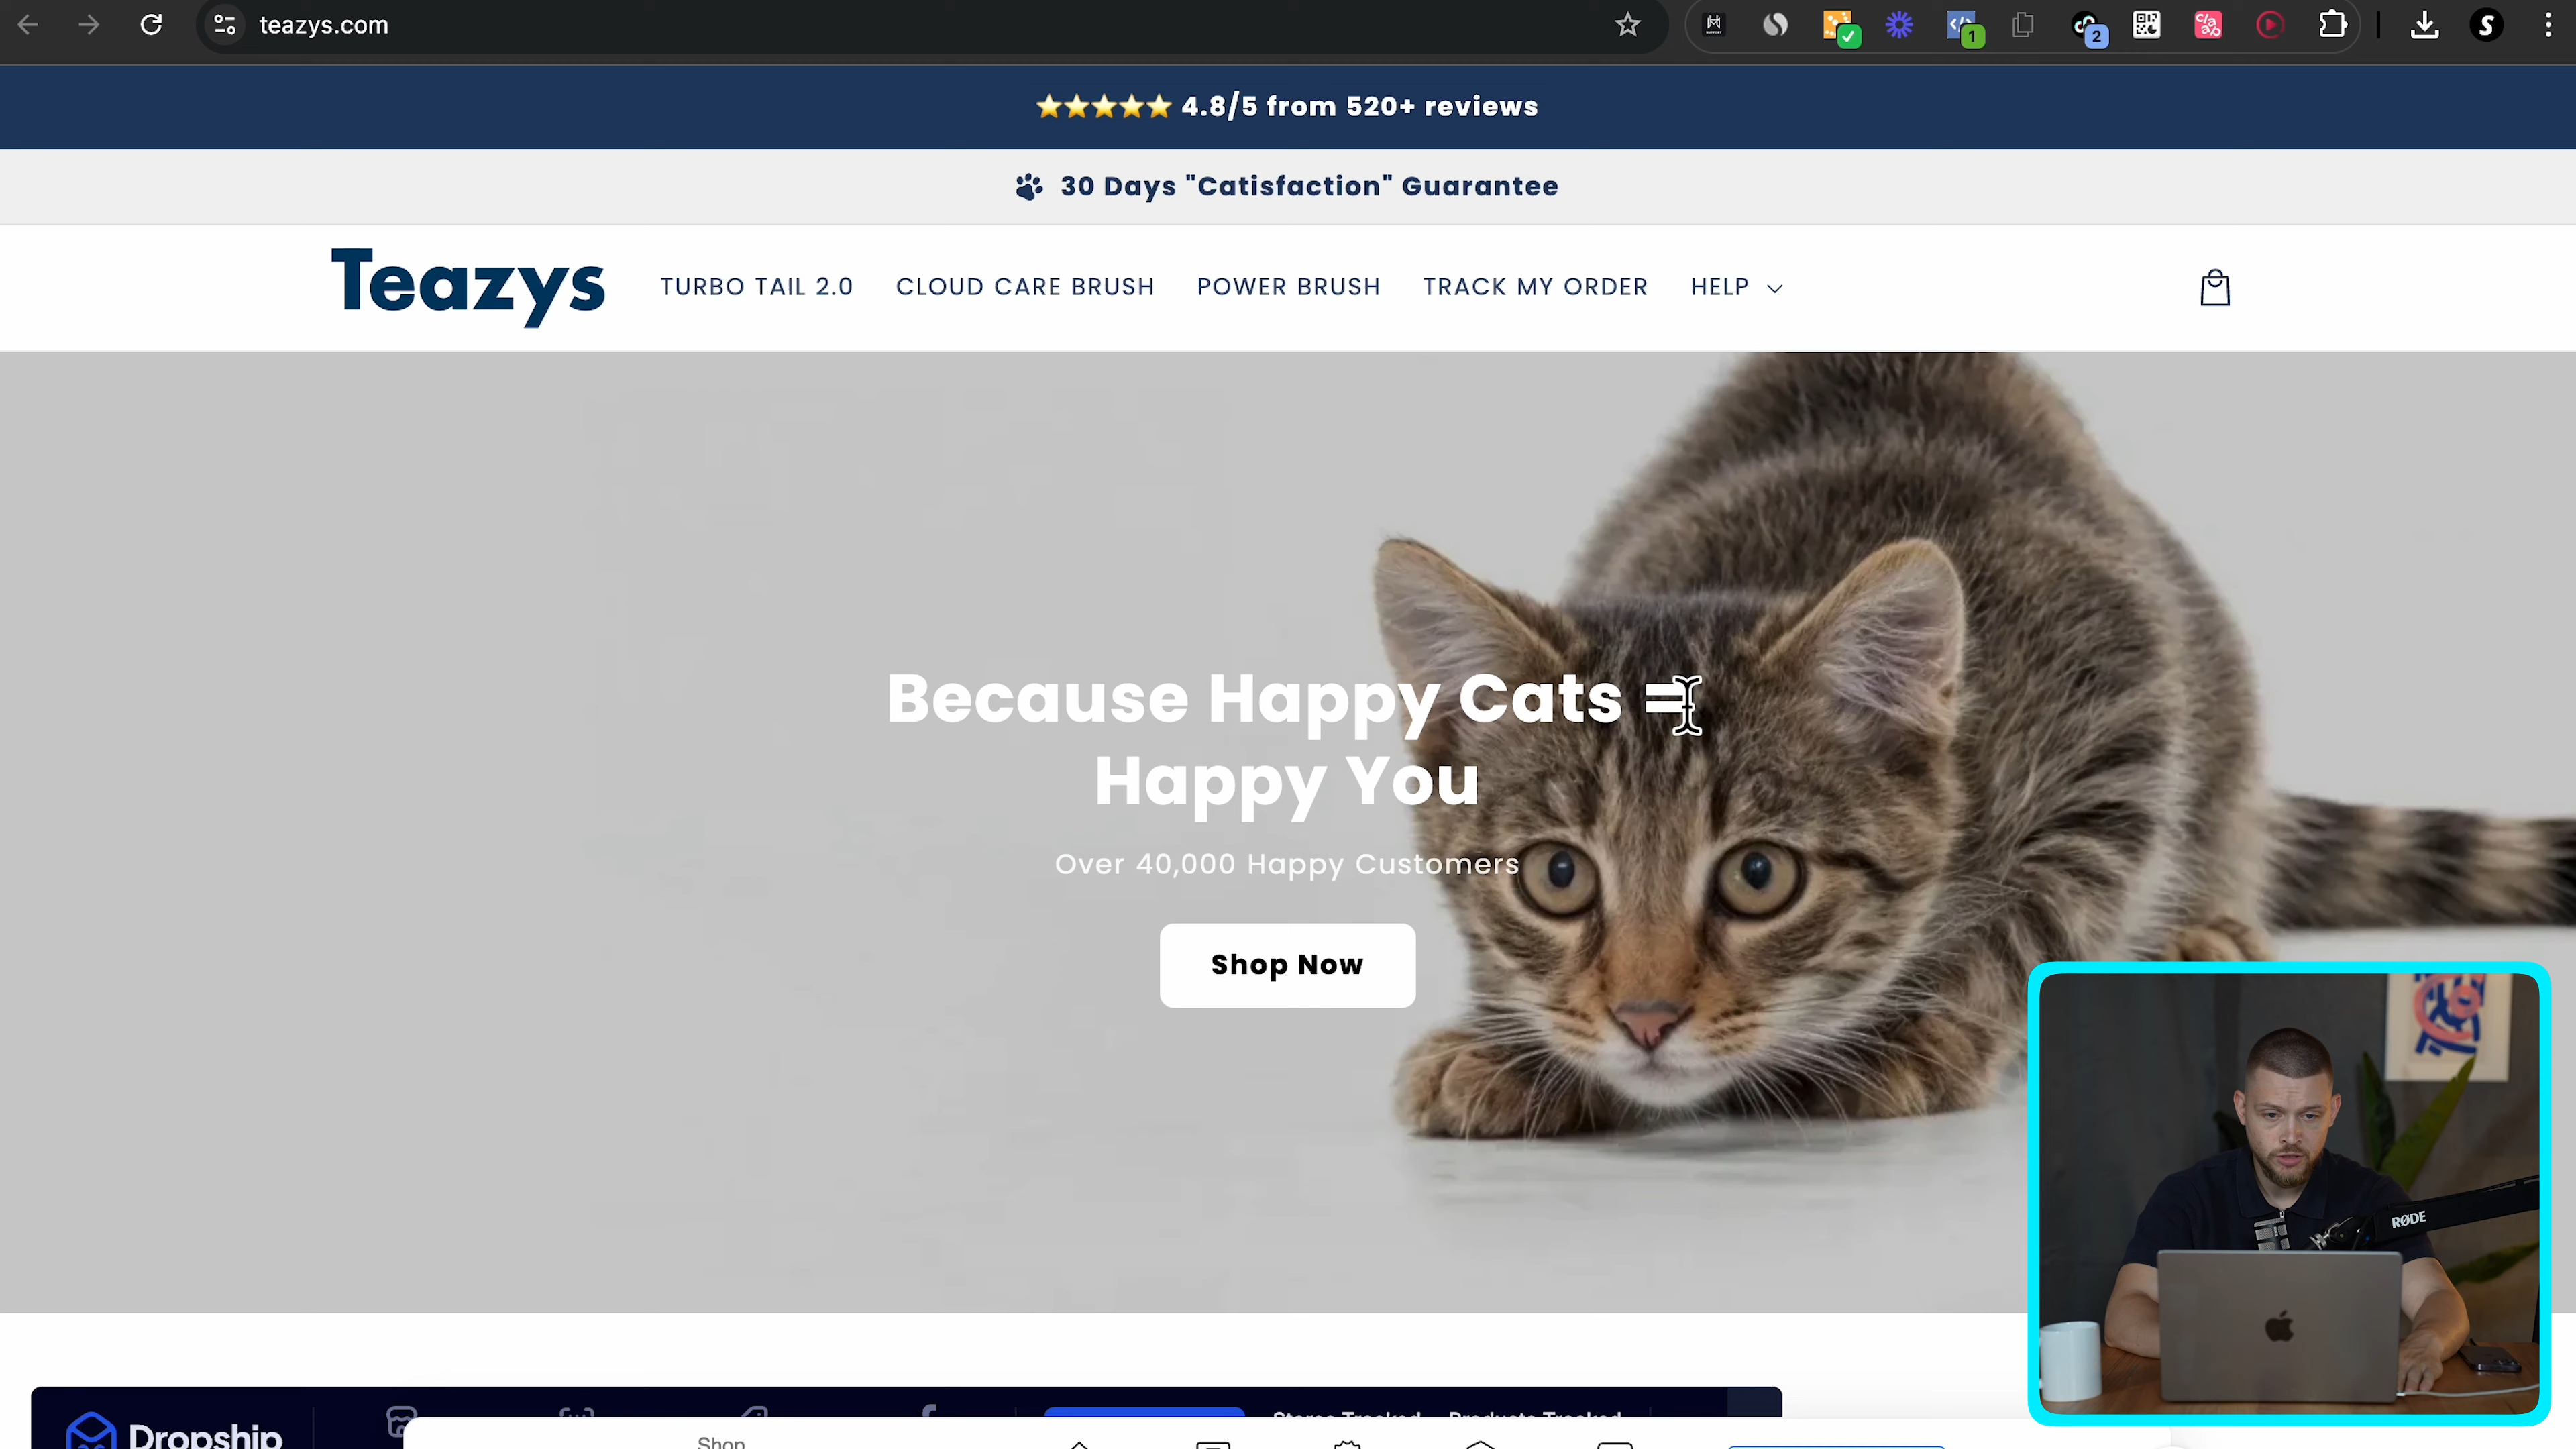 teazys.com
1
2
⭐⭐⭐⭐⭐ 4.8/5 from 520+ reviews
30 Days "Catisfaction" Guarantee
Teazys
TURBO TAIL 2.0
CLOUD CARE BRUSH
POWER BRUSH
TRACK MY ORDER
HELP
Because Happy Cats =
Happy You
Over 40,000 Happy Customers
Shop Now
RØDE
Dropship
Shop
Stores Tracked
Products Tracked